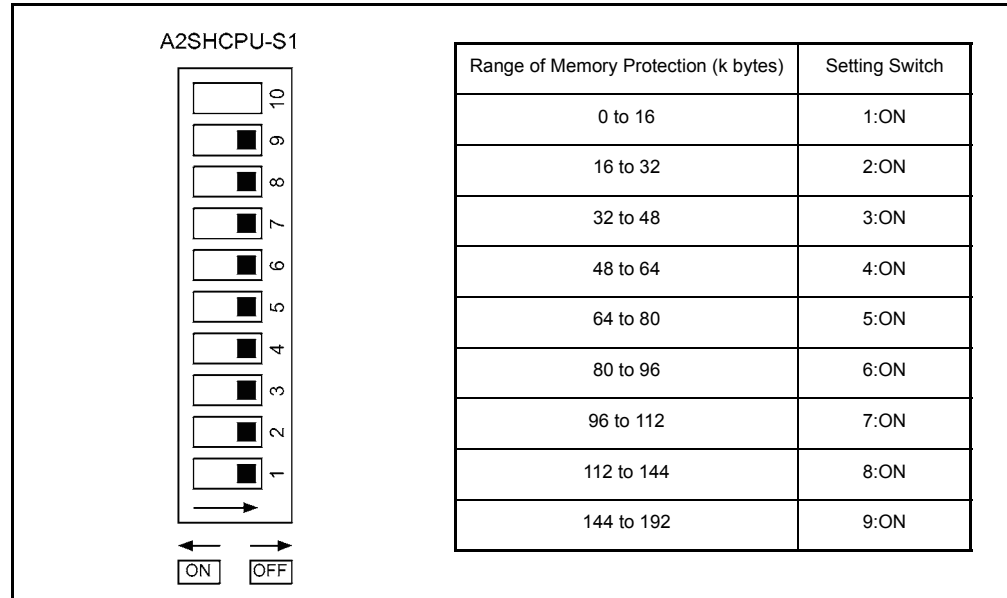 A2SHCPU-S1
10
9
8
7
6
5
4
3
2
1
ON OFF
Range of Memory Protection (k bytes) Setting Switch
0 to 16 1:ON
16 to 32 2:ON
32 to 48 3:ON
48 to 64 4:ON
64 to 80 5:ON
80 to 96 6:ON
96 to 112 7:ON
112 to 144 8:ON
144 to 192 9:ON